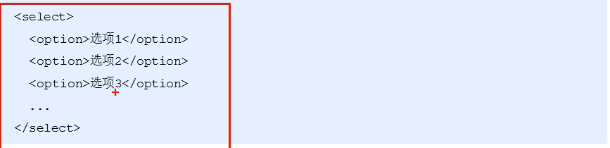 <select>
<option>选项1</option>
<option>选项2</option>
<option>选项3</option>
...
</select>